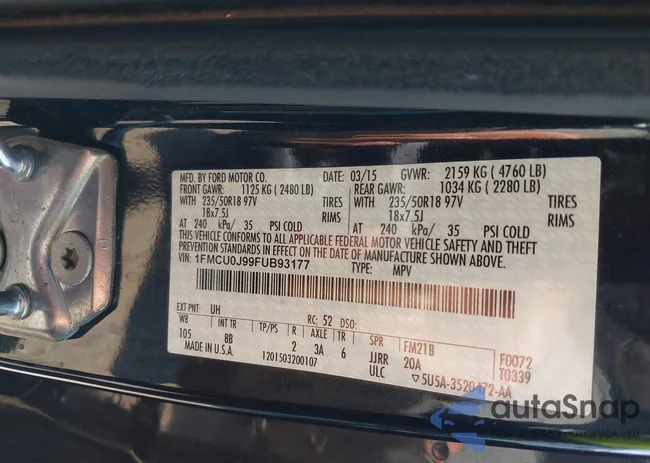 MFD. BY FORD MOTOR CO. 03/15 GVWR: 2159 KG ( 4760 LB)
FRONT GAWR: 1125 KG ( 2480 LB) REAR GAWR: 1034 KG ( 2280 LB)
WITH 235/50R18 97V TIRES WITH 235/50R18 97V TIRES
18x7.5J RIMS 18x7.5J RIMS
AT 240 kPa/ 35 PSI COLD AT 240 kPa/ 35 PSI COLD
THIS VEHICLE CONFORMS TO ALL APPLICABLE FEDERAL MOTOR VEHICLE SAFETY AND THEFT
PREVENTION STANDARDS IN EFFECT ON THE DATE OF MANUFACTURE SHOWN ABOVE.
VIN: 1FMCU0J99FUB93177 TYPE: MPV
EXT PNT: UH RC: 52 DSO:
WB INT TR TP/PS R AXLE TR SPR FM21B F0072
105 8B 2 3A 6 JJRR 20A T0339
MADE IN U.S.A. 1201503200107 ULC 5U5A-3520472-AA
autaSnap